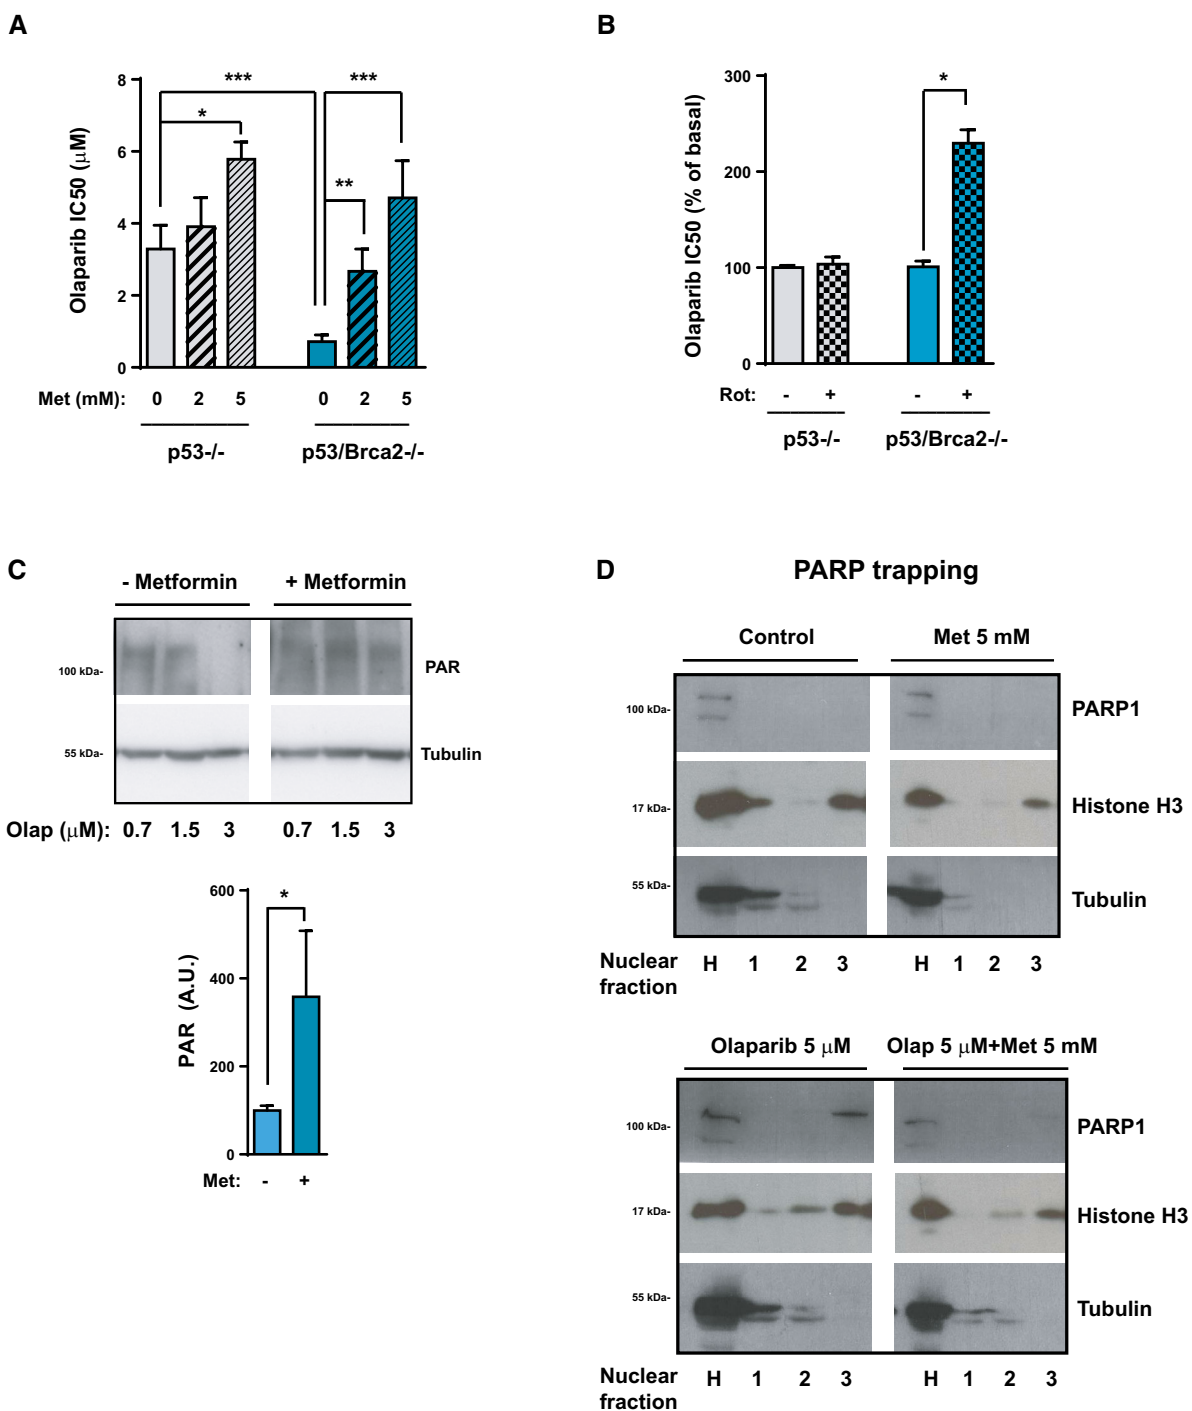 A
8
6
4
2
0
Olaparib IC50 (μM)
***
*
***
**
Met (mM): 0 2 5 0 2 5
p53-/- p53/Brca2-/-
B
300
200
100
0
Olaparib IC50 (% of basal)
*
Rot: - + - +
p53-/- p53/Brca2-/-
C
- Metformin + Metformin
100 kDa-
PAR
55 kDa-
Tubulin
Olap (μM): 0.7 1.5 3 0.7 1.5 3
600
400
200
0
PAR (A.U.)
*
Met: - +
D
PARP trapping
Control Met 5 mM
100 kDa-
PARP1
17 kDa-
Histone H3
55 kDa-
Tubulin
Nuclear
fraction
H 1 2 3 H 1 2 3
Olaparib 5 μM Olap 5 μM+Met 5 mM
100 kDa-
PARP1
17 kDa-
Histone H3
55 kDa-
Tubulin
Nuclear
fraction
H 1 2 3 H 1 2 3